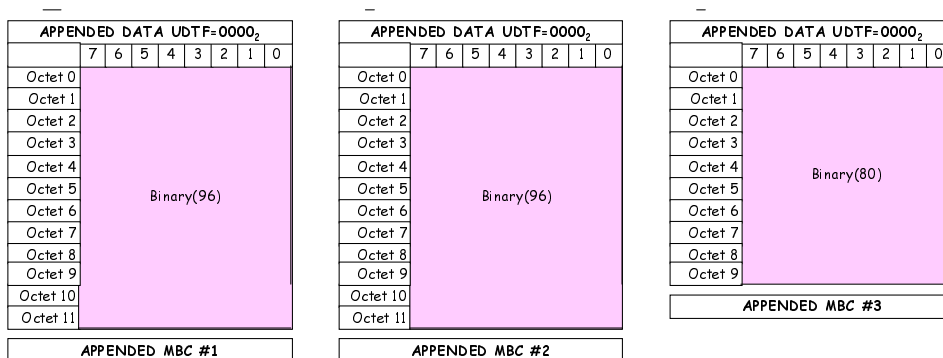 APPENDED DATA UDTF=0000₂
7 6 5 4 3 2 1 0
Octet 0
Octet 1
Octet 2
Octet 3
Octet 4
Octet 5
Octet 6
Octet 7
Octet 8
Octet 9
Octet 10
Octet 11
Binary(96)
APPENDED MBC #1
APPENDED DATA UDTF=0000₂
7 6 5 4 3 2 1 0
Octet 0
Octet 1
Octet 2
Octet 3
Octet 4
Octet 5
Octet 6
Octet 7
Octet 8
Octet 9
Octet 10
Octet 11
Binary(96)
APPENDED MBC #2
APPENDED DATA UDTF=0000₂
7 6 5 4 3 2 1 0
Octet 0
Octet 1
Octet 2
Octet 3
Octet 4
Octet 5
Octet 6
Octet 7
Octet 8
Octet 9
Binary(80)
APPENDED MBC #3